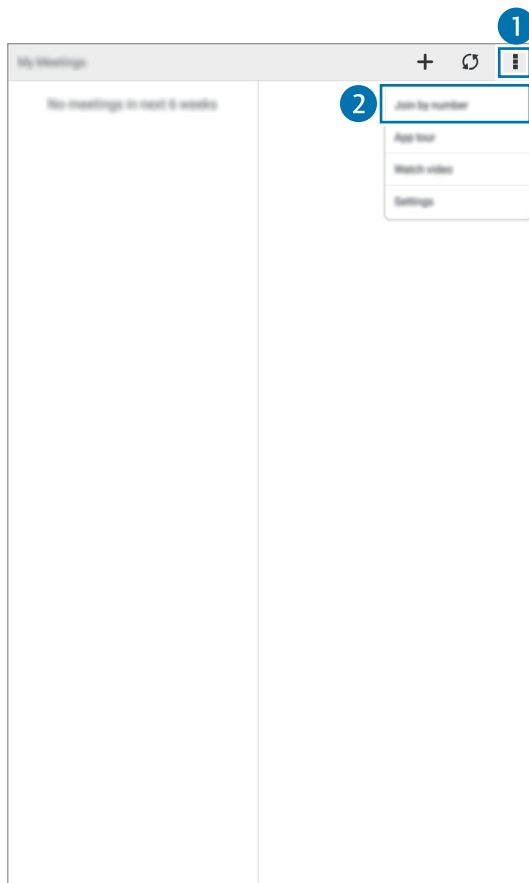 1
My Meetings
No meetings in next 6 weeks
2
Join by number
App tour
Watch video
Settings